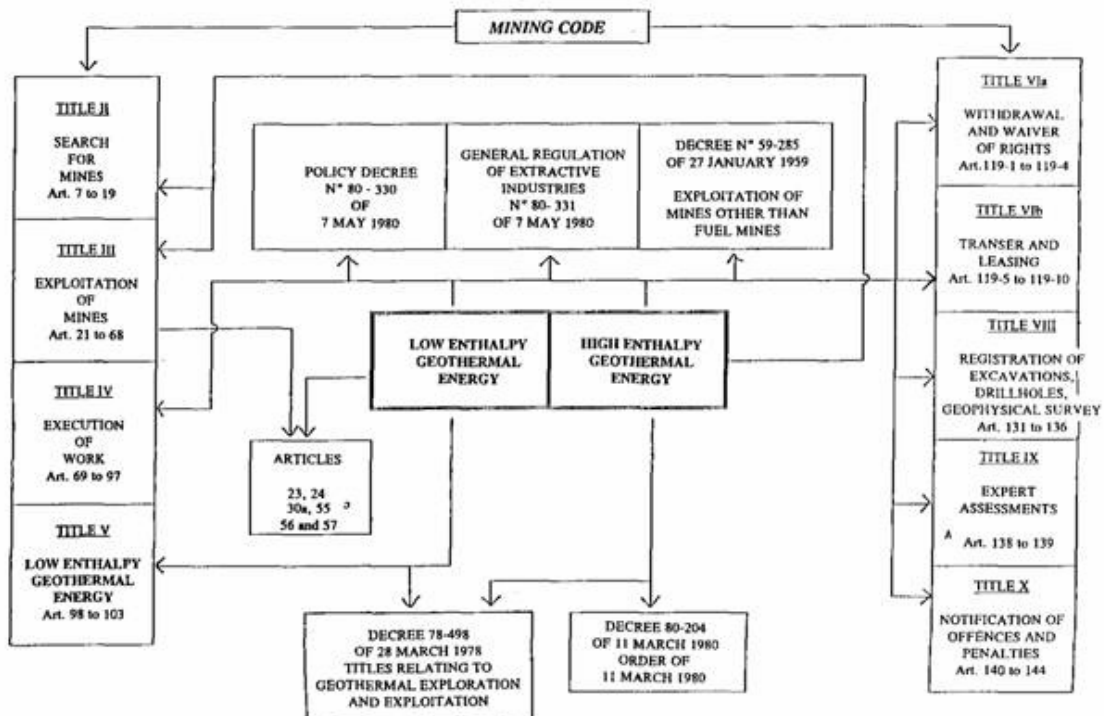 MINING CODE
TITLE II
SEARCH
FOR
MINES
Art. 7 to 19
TITLE III
EXPLOITATION
OF
MINES
Art. 21 to 68
TITLE IV
EXECUTION
OF
WORK
Art. 69 to 97
TITLE V
LOW ENTHALPY
GEOTHERMAL
ENERGY
Art. 98 to 103
POLICY DECREE
N° 80 - 330
OF
7 MAY 1980
GENERAL REGULATION
OF EXTRACTIVE
INDUSTRIES
N° 80- 331
OF 7 MAY 1980
DECREE N° 59-285
OF 27 JANUARY 1959
EXPLOITATION OF
MINES OTHER THAN
FUEL MINES
LOW ENTHALPY
GEOTHERMAL
ENERGY
HIGH ENTHALPY
GEOTHERMAL
ENERGY
ARTICLES
23, 24
30a, 55
56 and 57
DECREE 78-498
OF 28 MARCH 1978
TITLES RELATING TO
GEOTHERMAL EXPLORATION
AND EXPLOITATION
DECREE 80-204
OF 11 MARCH 1980
ORDER OF
11 MARCH 1980
TITLE VIa
WITHDRAWAL
AND WAIVER
OF RIGHTS
Art.119-1 to 119-4
TITLE VIb
TRANSER AND
LEASING
Art. 119-5 to 119-10
TITLE VIII
REGISTRATION OF
EXCAVATIONS,
DRILLHOLES,
GEOPHYSICAL SURVEY
Art. 131 to 136
TITLE IX
EXPERT
ASSESSMENTS
Art. 138 to 139
TITLE X
NOTIFICATION OF
OFFENCES AND
PENALTIES
Art. 140 to 144